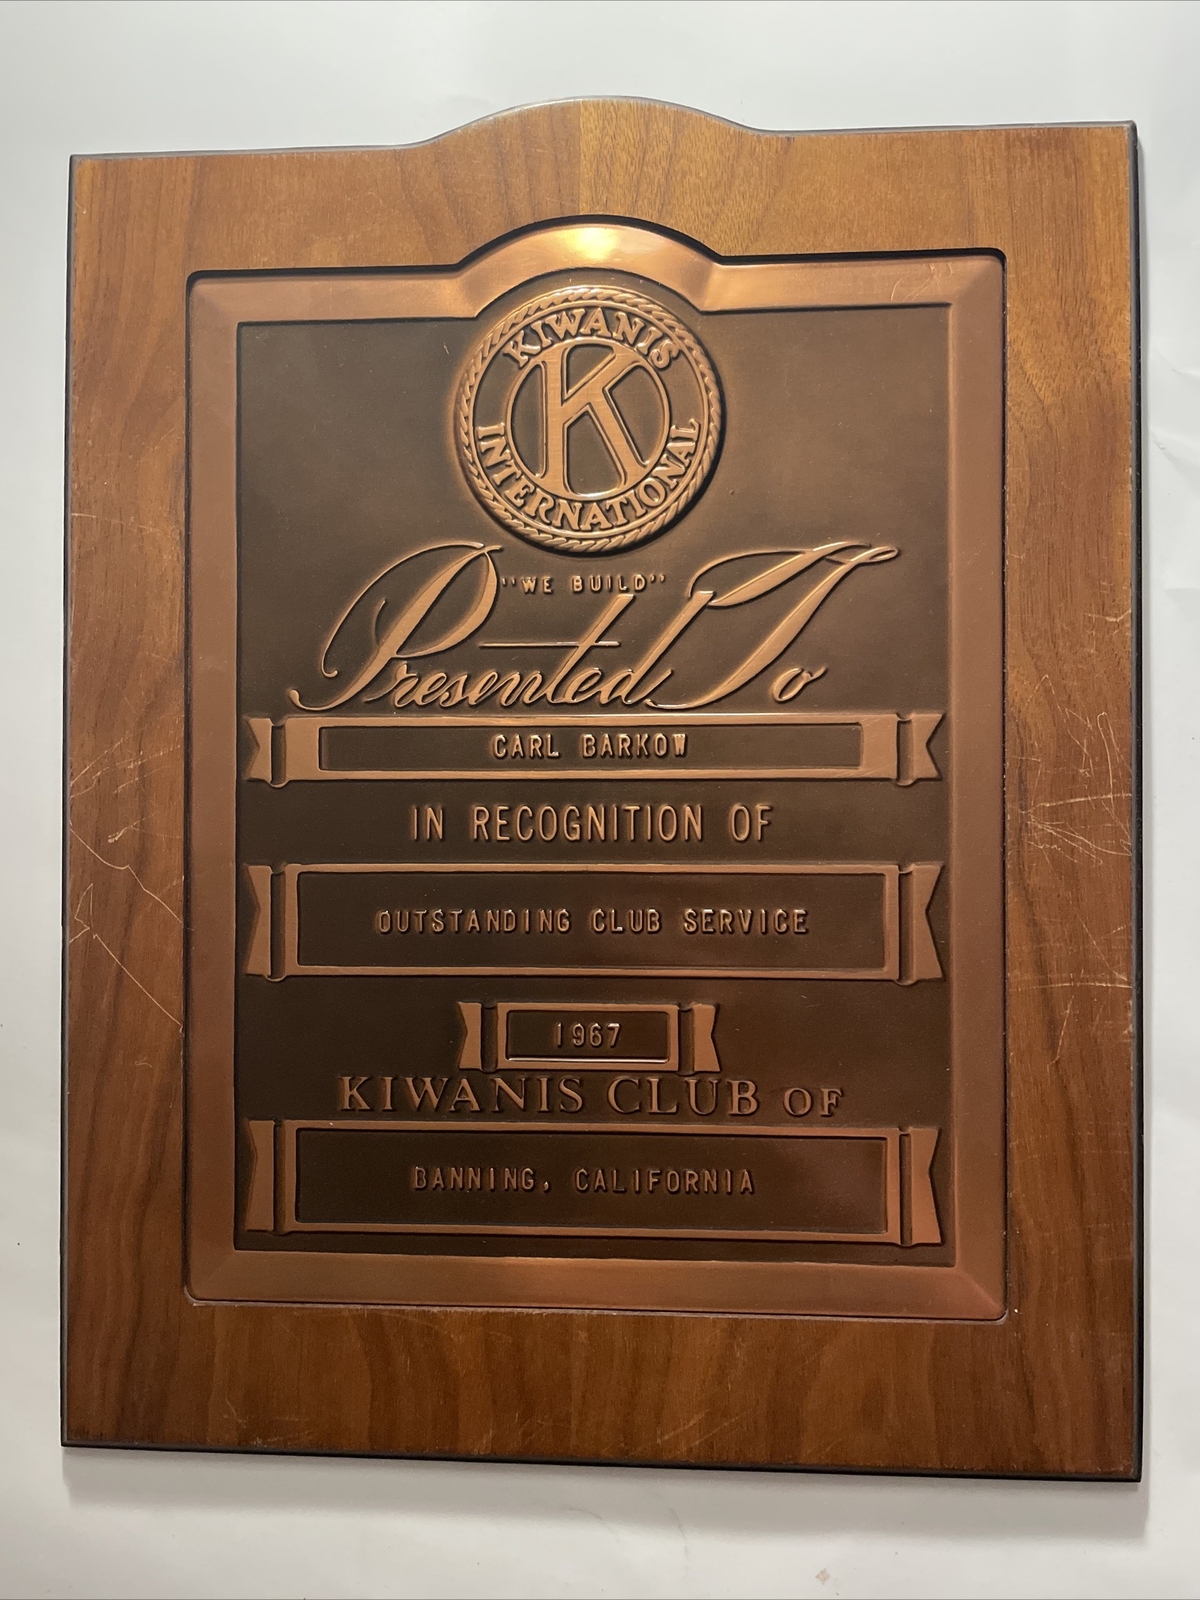 KIWANIS
K
INTERNATIONAL
"WE BUILD"
Presented To
CARL BARKOW
IN RECOGNITION OF
OUTSTANDING CLUB SERVICE
1967
KIWANIS CLUB OF
BANNING, CALIFORNIA